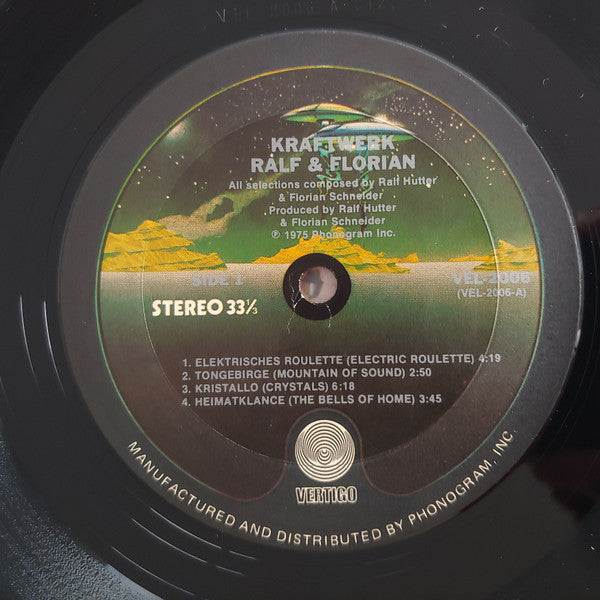 KRAFTWERK
RALF & FLORIAN
All selections composed by Ralf Hutter
& Florian Schneider
Produced by Ralf Hutter
& Florian Schneider
℗ 1975 Phonogram Inc.
SIDE 1
VEL-2006
(VEL-2006-A)
STEREO 33⅓
1. ELEKTRISCHES ROULETTE (ELECTRIC ROULETTE) 4:19
2. TONGEBIRGE (MOUNTAIN OF SOUND) 2:50
3. KRISTALLO (CRYSTALS) 6:18
4. HEIMATKLANCE (THE BELLS OF HOME) 3:45
VERTIGO
MANUFACTURED AND DISTRIBUTED BY PHONOGRAM, INC.